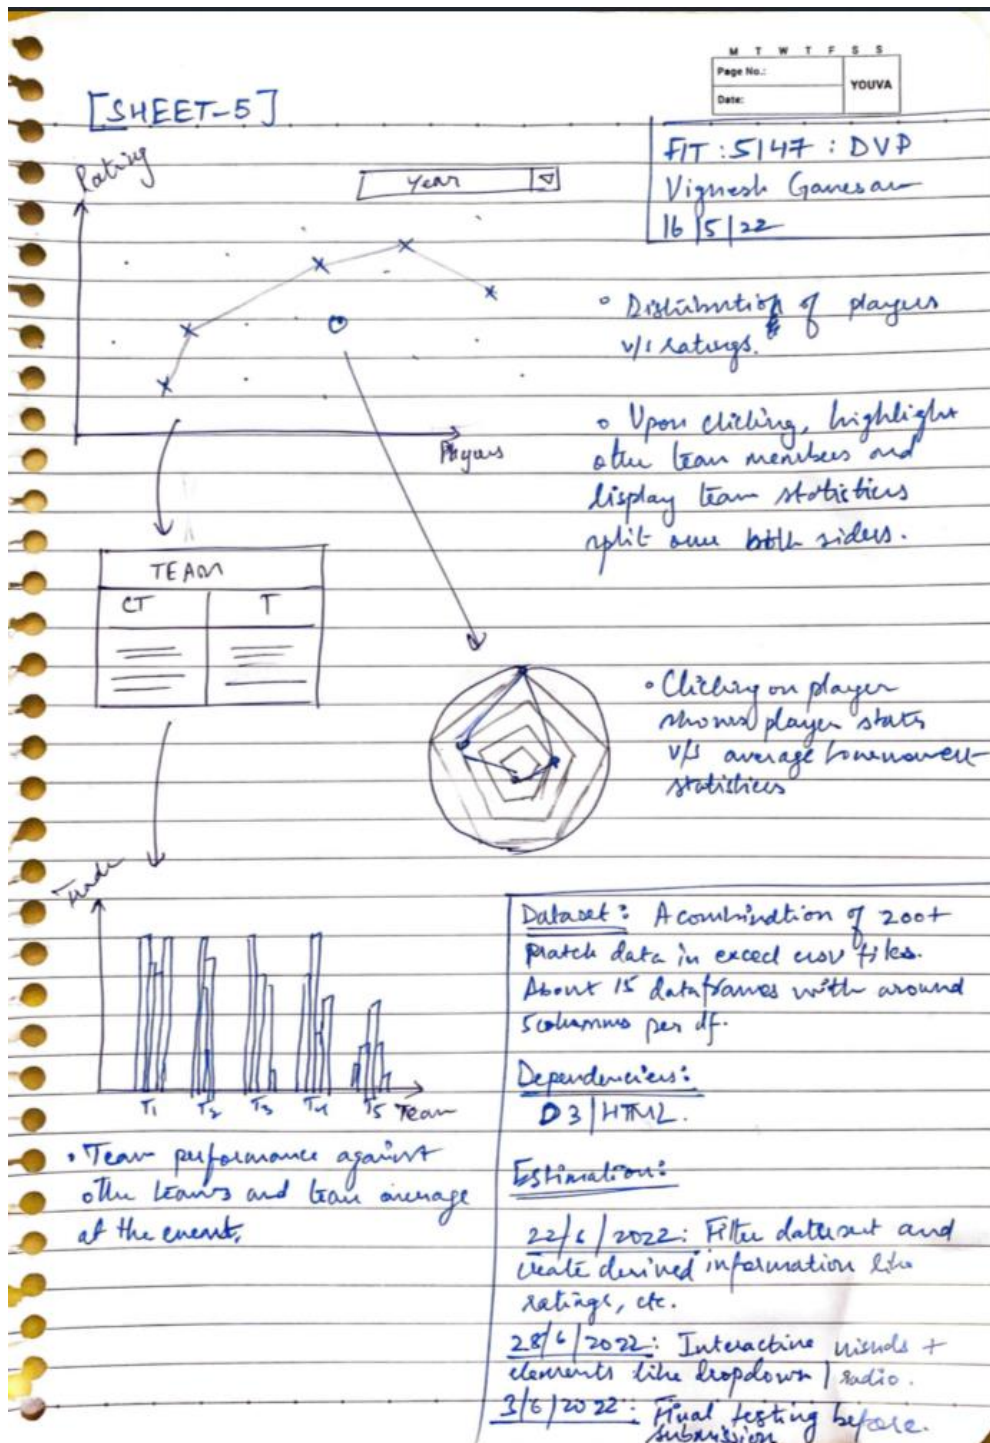 M T W T F S S
Page No.:
YOUVA
Date:
[SHEET-5]
FIT : 5147 : DVP
Vignesh Ganesan
16/5/22
Rating
Year
• Distribution of players
v/s ratings.
Players
• Upon clicking, highlight
other team members and
display team statistics
split over both sides.
TEAM
CT T
• Clicking on player
shows player stats
v/s average tournament
statistics
Dataset: A combination of 200+
match data in excel csv files.
About 15 dataframes with around
5 columns per df.
Dependencies:
D3 | HTML.
T1 T2 T3 T4 T5 Team
• Team performance against
other teams and team average
at the event.
Estimation:
22/6/2022: Filter dataset and
create derived information like
ratings, etc.
28/6/2022: Interactive visuals +
elements like dropdown / radio.
3/6/2022: Final testing before
submission